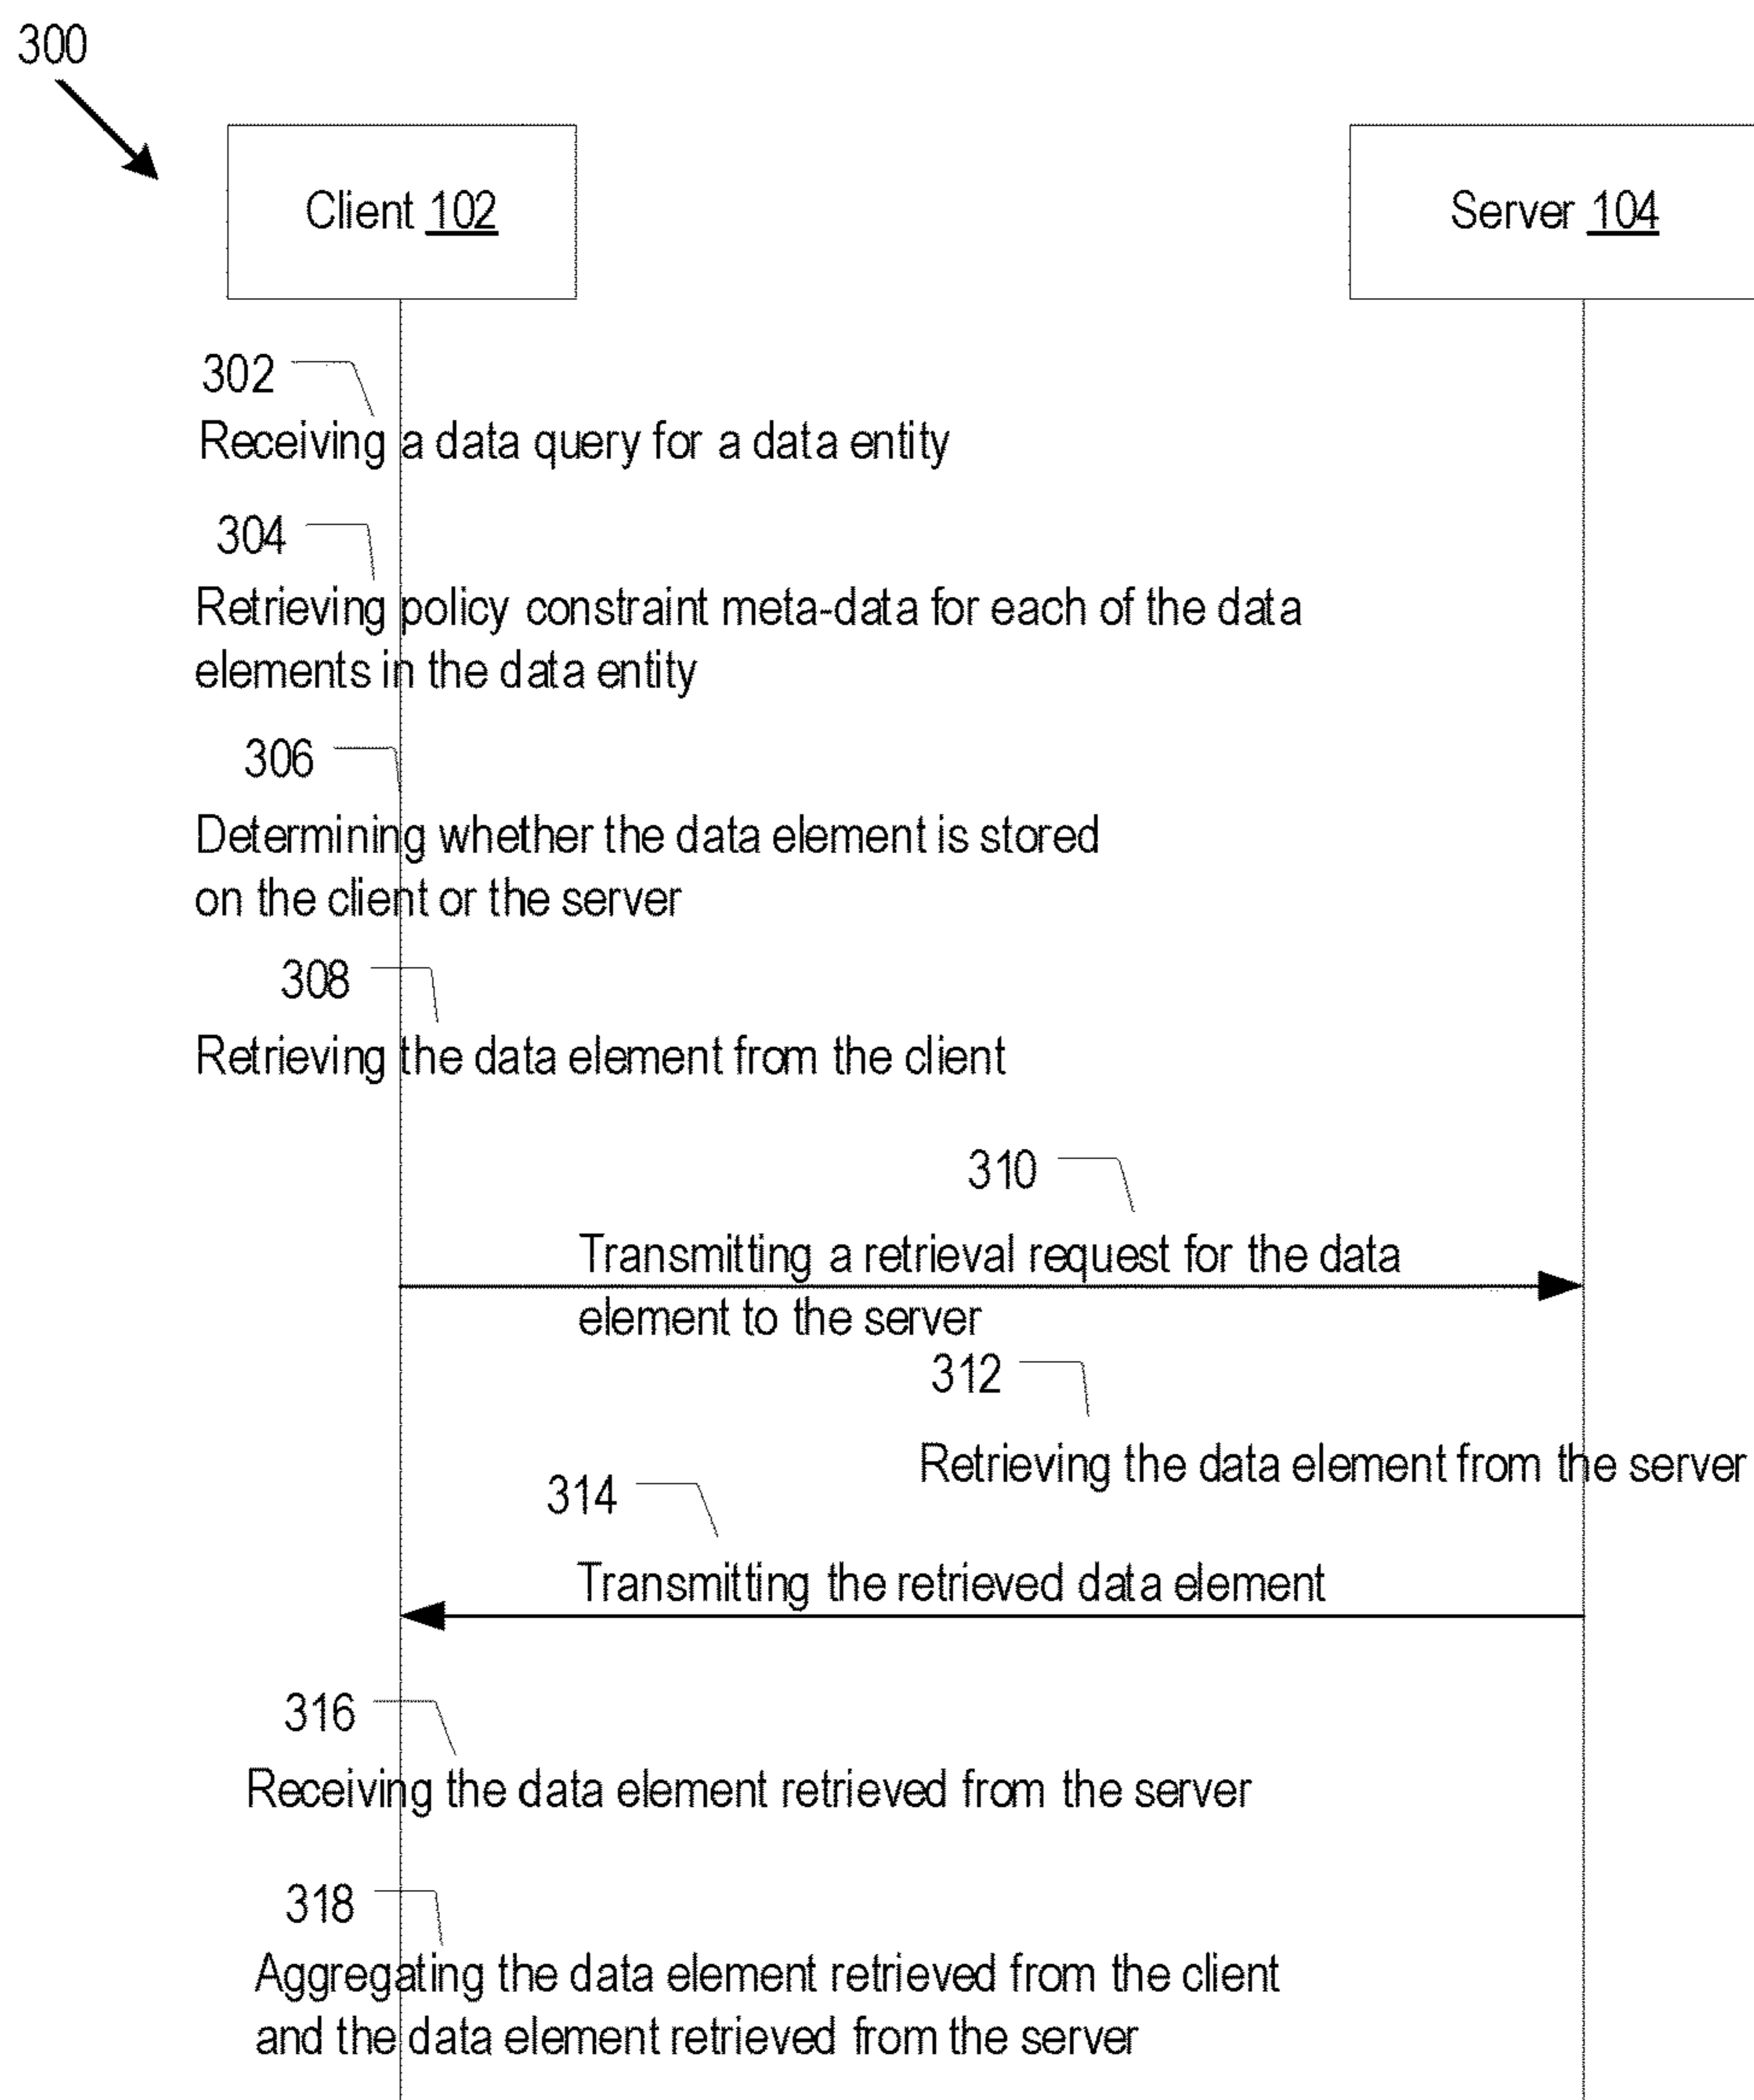 300
Client 102
Server 104
302
Receiving a data query for a data entity
304
Retrieving policy constraint meta-data for each of the data
elements in the data entity
306
Determining whether the data element is stored
on the client or the server
308
Retrieving the data element from the client
310
Transmitting a retrieval request for the data
element to the server
312
Retrieving the data element from the server
314
Transmitting the retrieved data element
316
Receiving the data element retrieved from the server
318
Aggregating the data element retrieved from the client
and the data element retrieved from the server